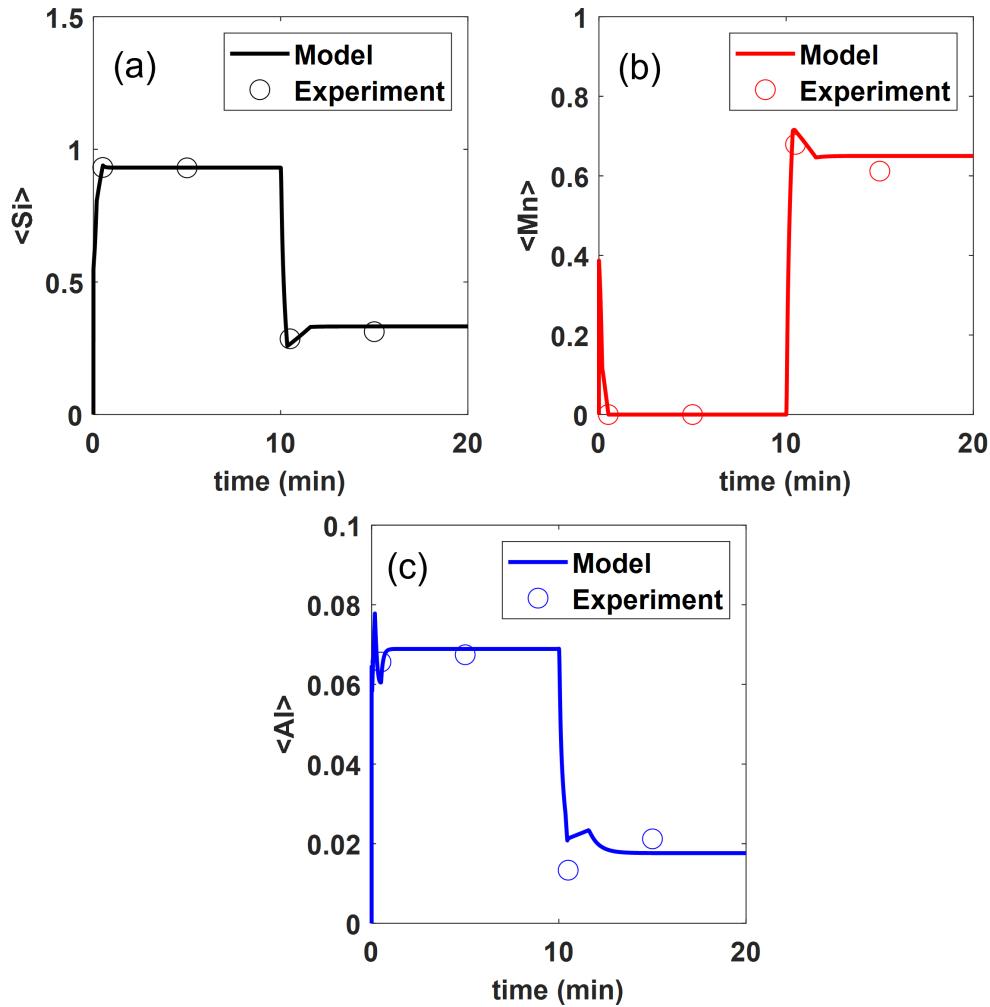 (a)
Model
Experiment
<Si>
1.5
1
0.5
0
0
10
20
time (min)
(b)
Model
Experiment
<Mn>
1
0.8
0.6
0.4
0.2
0
0
10
20
time (min)
(c)
Model
Experiment
<Al>
0.1
0.08
0.06
0.04
0.02
0
0
10
20
time (min)